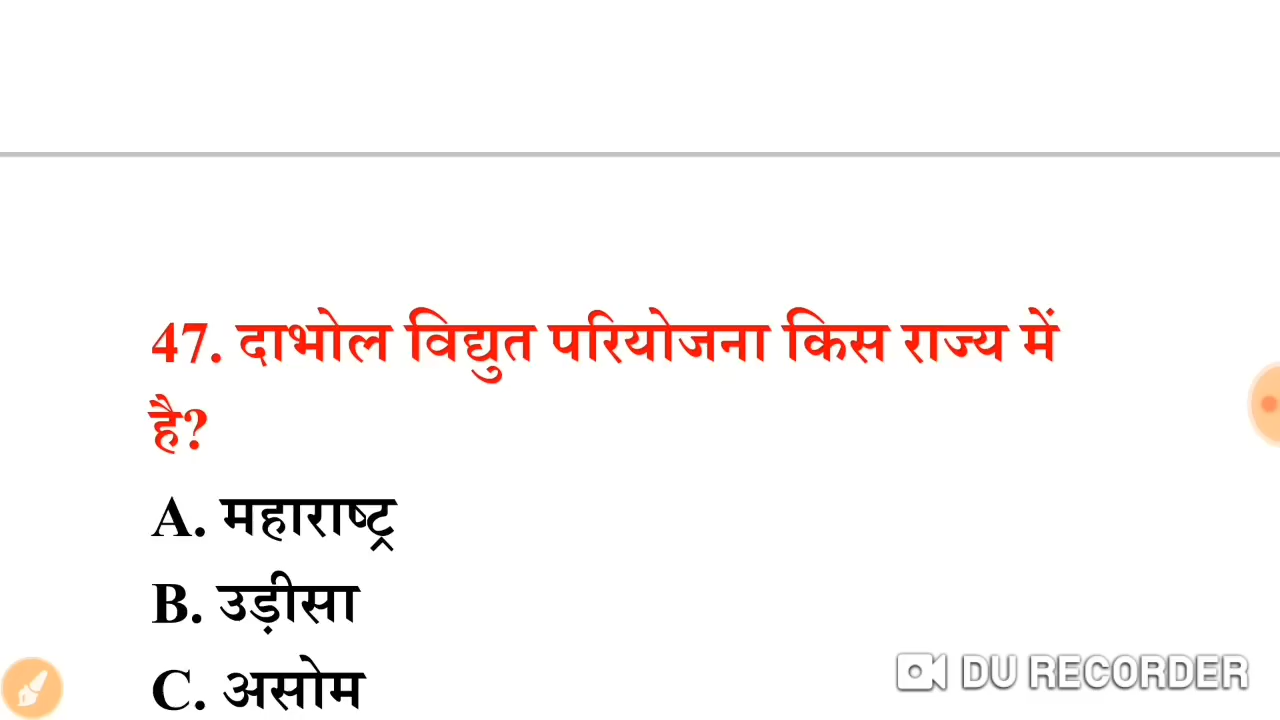 47. दाभोल विद्युत परियोजना किस राज्य में
है?
A. महाराष्ट्र
B. उड़ीसा
C. असोम
DU RECORDER